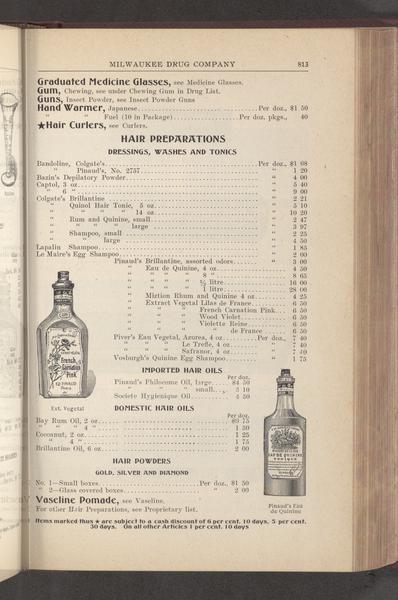 MILWAUKEE DRUG COMPANY 813
Graduated Medicine Glasses, see Medicine Glasses.
Gum, Chewing, see under Chewing Gum in Drug List.
Guns, Insect Powder, see Insect Powder Guns
Hand Warmer, Japanese Per doz., $1 50
" " Fuel (10 in Package) Per doz. pkgs., 40
★Hair Curlers, see Curlers.
HAIR PREPARATIONS
DRESSINGS, WASHES AND TONICS
Bandoline, Colgate's Per doz., $1 08
" Pinaud's, No. 2757 " 1 20
Bazin's Depilatory Powder " 4 00
Captol, 3 oz " 5 40
" 6 " " 9 00
Colgate's Brillantine " 2 21
" Quinol Hair Tonic, 5 oz " 5 10
" " " " 14 oz " 10 20
" Rum and Quinine, small " 2 47
" " " " large " 3 97
" Shampoo, small " 2 25
" " large " 4 50
Lapalin Shampoo " 1 85
Le Maire's Egg Shampoo " 2 00
Pinaud's Brillantine, assorted odors " 3 00
" Eau de Quinine, 4 oz 4 50
" " " " 8 " 8 65
" " " " ½ litre 16 00
" " " " 1 litre 28 00
" Mixtion Rhum and Quinine 4 oz 4 25
" Extract Vegetal Lilas de France 6 50
" " " French Carnation Pink 6 50
" " " Wood Violet 6 50
" " " Violette Reine 6 50
" " " " de France 6 50
Piver's Eau Vegetal, Azurea, 4 oz Per doz., 7 40
" " " Le Trefle, 4 oz " 7 40
" " " Safranor, 4 oz " 7 40
Vosburgh's Quinine Egg Shampoo " 1 75
IMPORTED HAIR OILS
Per doz.
Pinaud's Philocome Oil, large $4 50
" " " small 3 10
Societe Hygienique Oil 4 50
Ext. Vegetal
DOMESTIC HAIR OILS
Per doz.
Bay Rum Oil, 2 oz $0 75
" " " 4 " 1 50
Cocoanut, 2 oz 1 25
" 4 " 1 75
Brillantine Oil, 6 oz 2 00
HAIR POWDERS
GOLD, SILVER AND DIAMOND
No. 1—Small boxes Per doz., $1 50
" 2—Glass covered boxes " 2 00
Vaseline Pomade, see Vaseline.
For other Hair Preparations, see Proprietary list.
Pinaud's Eau
de Quinine
Items marked thus ★ are subject to a cash discount of 6 per cent. 10 days, 5 per cent.
30 days. On all other Articles 1 per cent. 10 days
French
Carnation
Pink
ED. PINAUD